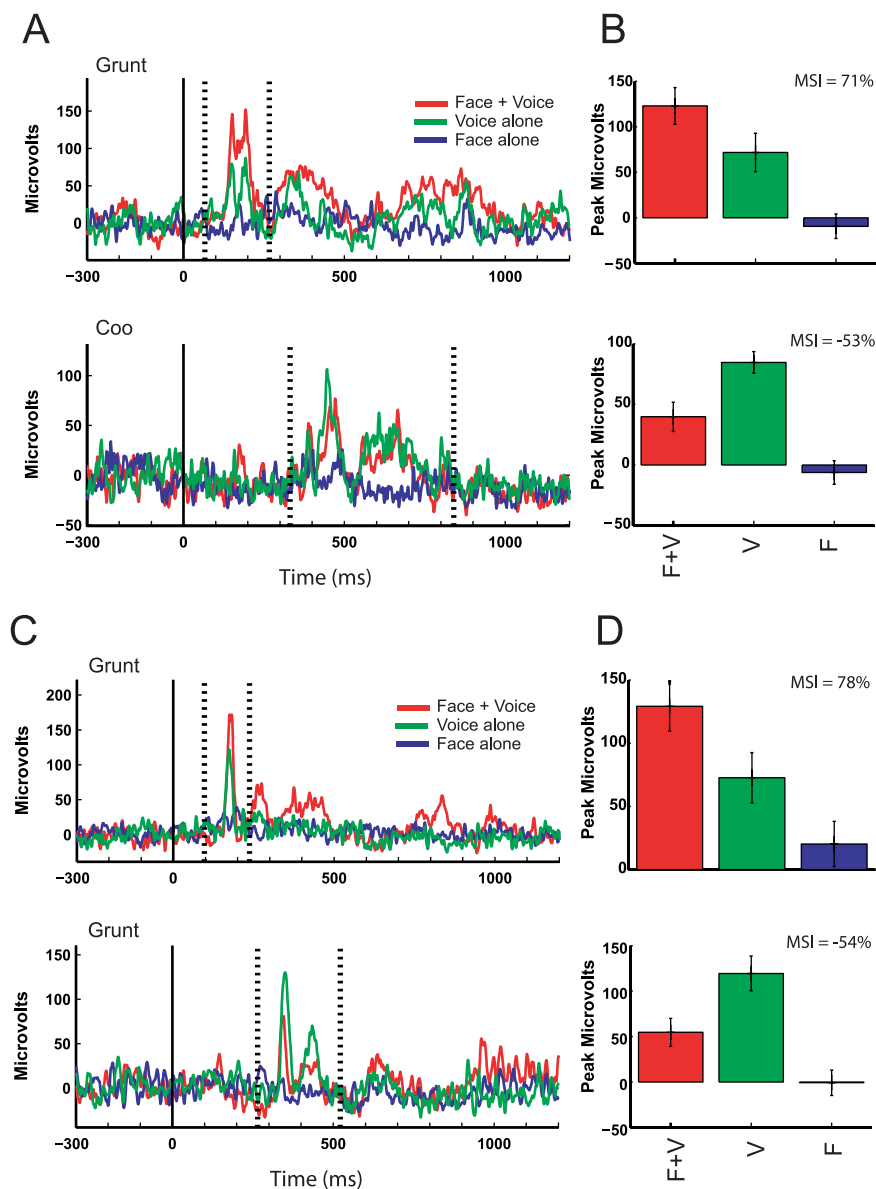 A
Grunt
Microvolts
150
100
50
0
−300
0
500
1000
Face + Voice
Voice alone
Face alone
B
Peak Microvolts
150
100
50
0
−50
MSI = 71%
Coo
Microvolts
100
50
0
−50
−300
0
500
1000
Time (ms)
Peak Microvolts
100
50
0
−50
MSI = -53%
F+V
V
F
C
Grunt
Microvolts
200
150
100
50
0
−300
0
500
1000
Face + Voice
Voice alone
Face alone
D
Peak Microvolts
150
100
50
0
MSI = 78%
Grunt
Microvolts
150
100
50
0
−300
0
500
1000
Time (ms)
Peak Microvolts
150
100
50
0
−50
MSI = -54%
F+V
V
F